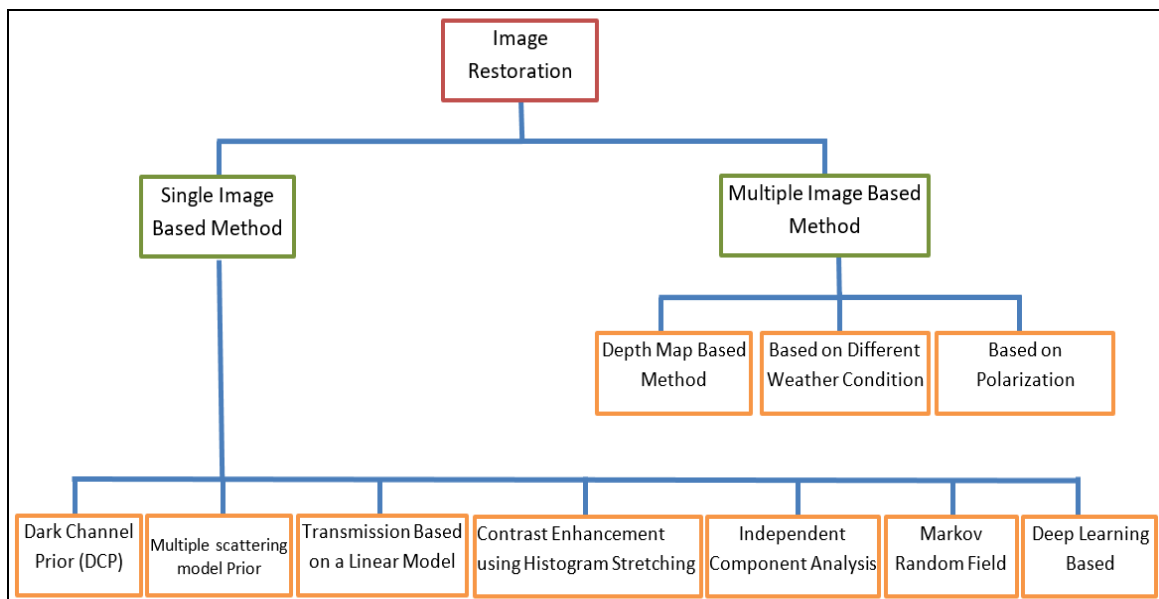 Image
Restoration
Single Image
Based Method
Multiple Image Based
Method
Depth Map Based
Method
Based on Different
Weather Condition
Based on
Polarization
Dark Channel
Prior (DCP)
Multiple scattering
model Prior
Transmission Based
on a Linear Model
Contrast Enhancement
using Histogram Stretching
Independent
Component Analysis
Markov
Random Field
Deep Learning
Based